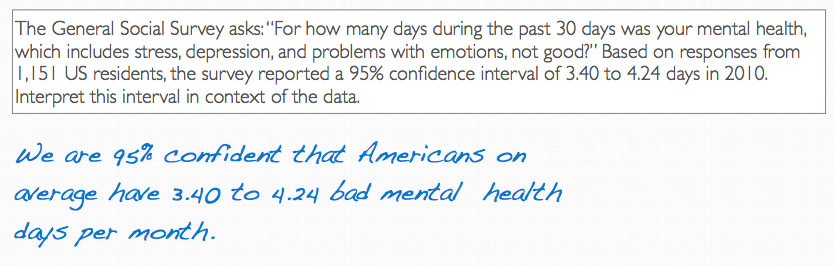 The General Social Survey asks: "For how many days during the past 30 days was your mental health,
which includes stress, depression, and problems with emotions, not good?" Based on responses from
1,151 US residents, the survey reported a 95% confidence interval of 3.40 to 4.24 days in 2010.
Interpret this interval in context of the data.
We are 95% confident that Americans on
average have 3.40 to 4.24 bad mental health
days per month.